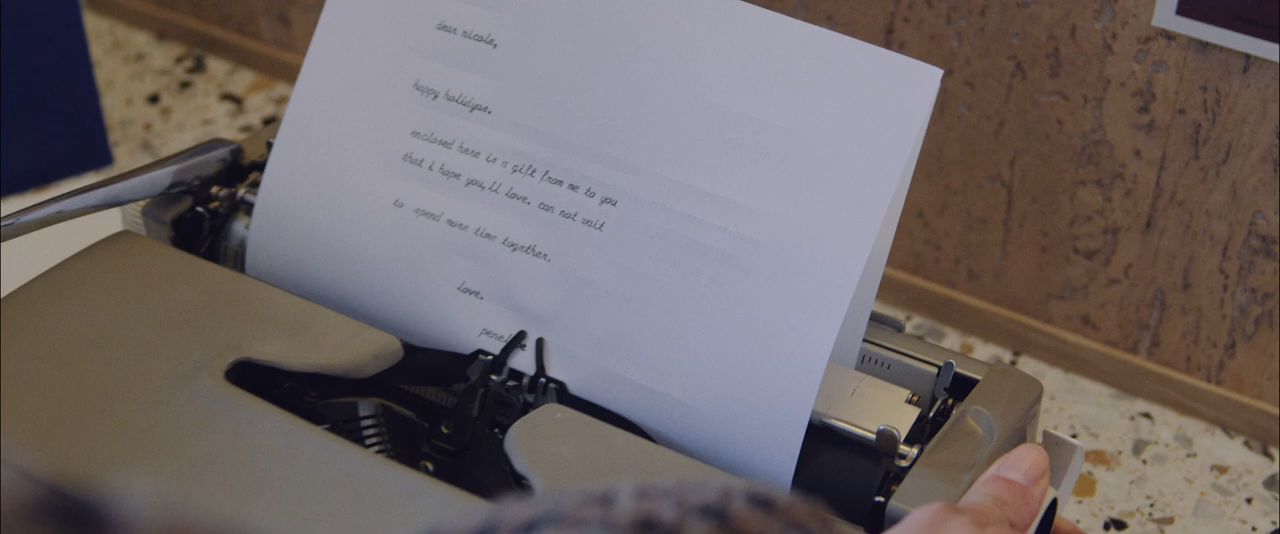 dear nicole,
happy holidyas.
enclosed here is a gift from me to you
that i hope you,ll love. can not wait
to spend more time together.
love.